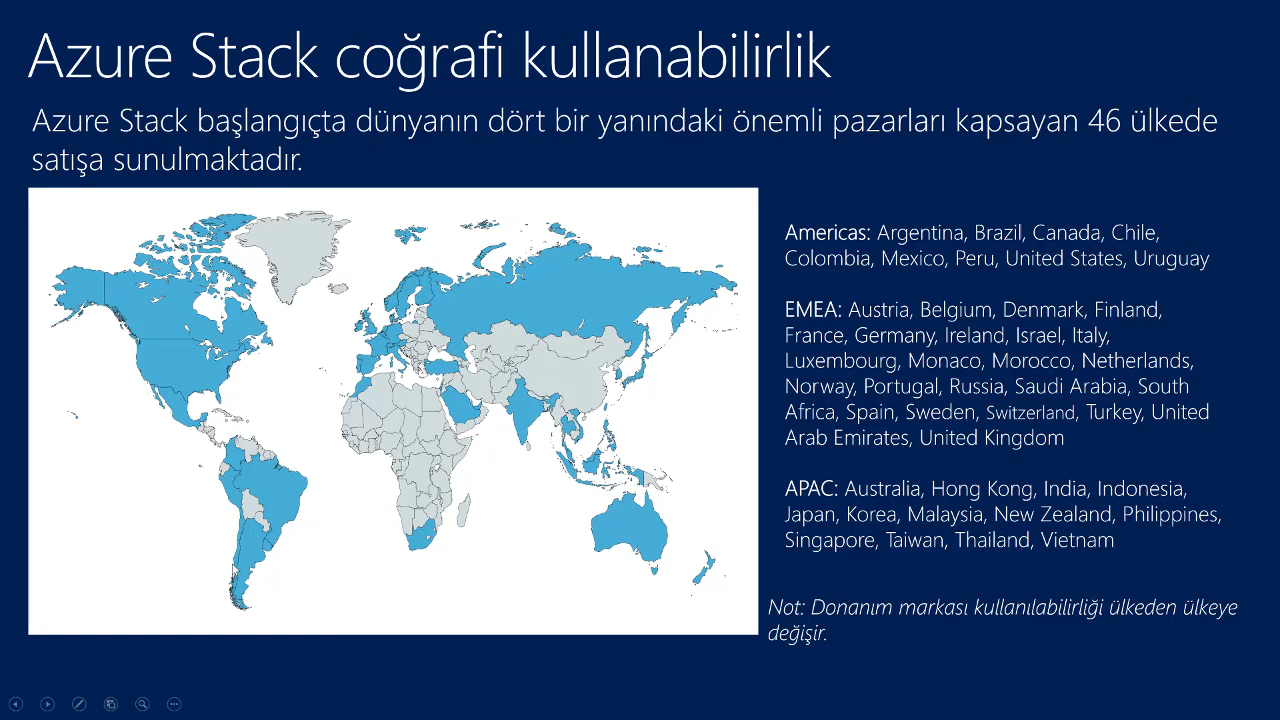 Azure Stack coğrafi kullanabilirlik
Azure Stack başlangıçta dünyanın dört bir yanındaki önemli pazarları kapsayan 46 ülkede
satışa sunulmaktadır.
Americas: Argentina, Brazil, Canada, Chile,
Colombia, Mexico, Peru, United States, Uruguay
EMEA: Austria, Belgium, Denmark, Finland,
France, Germany, Ireland, Israel, Italy,
Luxembourg, Monaco, Morocco, Netherlands,
Norway, Portugal, Russia, Saudi Arabia, South
Africa, Spain, Sweden, Switzerland, Turkey, United
Arab Emirates, United Kingdom
APAC: Australia, Hong Kong, India, Indonesia,
Japan, Korea, Malaysia, New Zealand, Philippines,
Singapore, Taiwan, Thailand, Vietnam
Not: Donanım markası kullanılabilirliği ülkeden ülkeye
değişir.